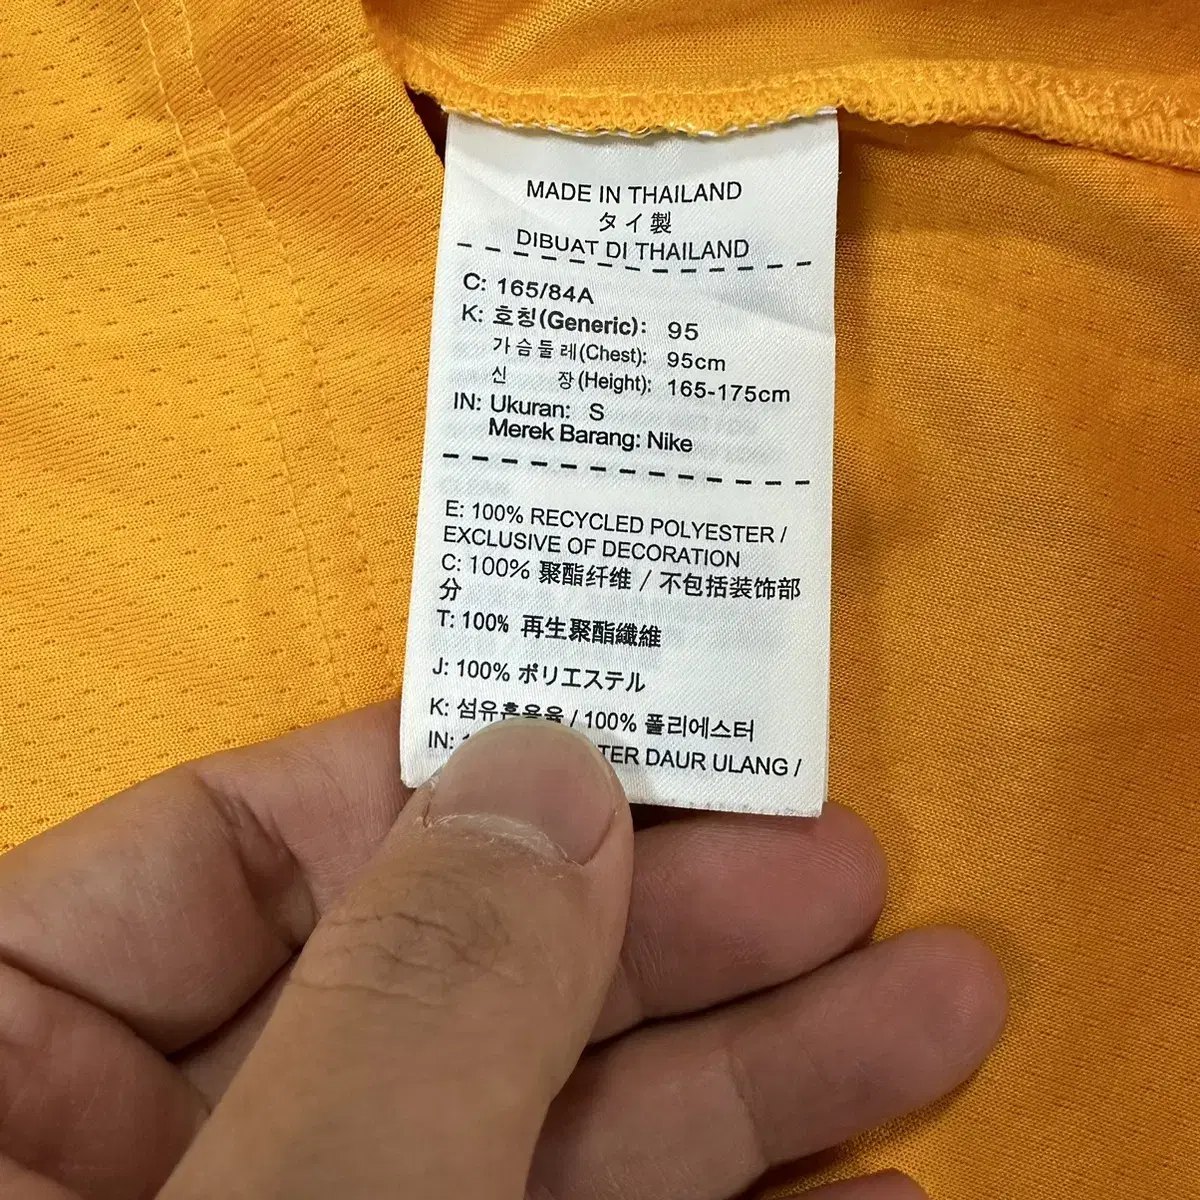 MADE IN THAILAND
タイ製
DIBUAT DI THAILAND
C: 165/84A
K: 호칭(Generic): 95
가슴둘레(Chest): 95cm
신 장(Height): 165-175cm
IN: Ukuran: S
Merek Barang: Nike
E: 100% RECYCLED POLYESTER /
EXCLUSIVE OF DECORATION
C: 100% 聚酯纤维 / 不包括装饰部
分
T: 100% 再生聚酯纖維
J: 100% ポリエステル
K: 섬유혼용율 / 100% 폴리에스터
IN: DAUR ULANG /